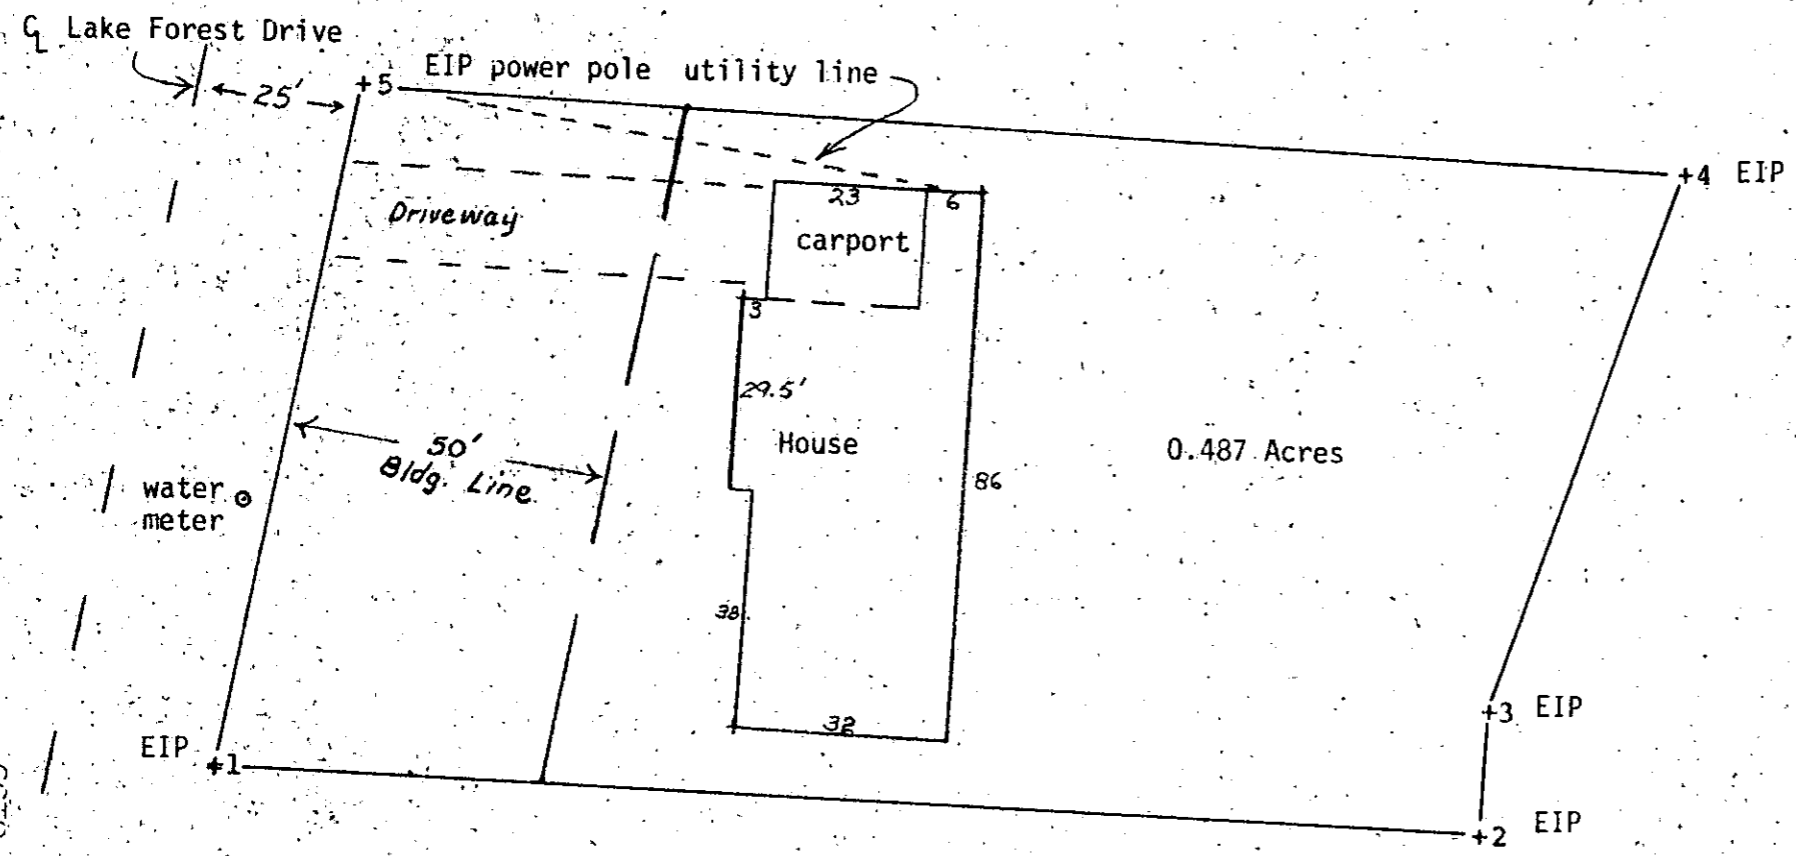 ℄ Lake Forest Drive
25'
+5 EIP power pole utility line
+4 EIP
Driveway
23
6
carport
3
29.5'
House
50'
Bldg. Line
0.487 Acres
86
water
meter
38
32
+3 EIP
EIP +1
+2 EIP